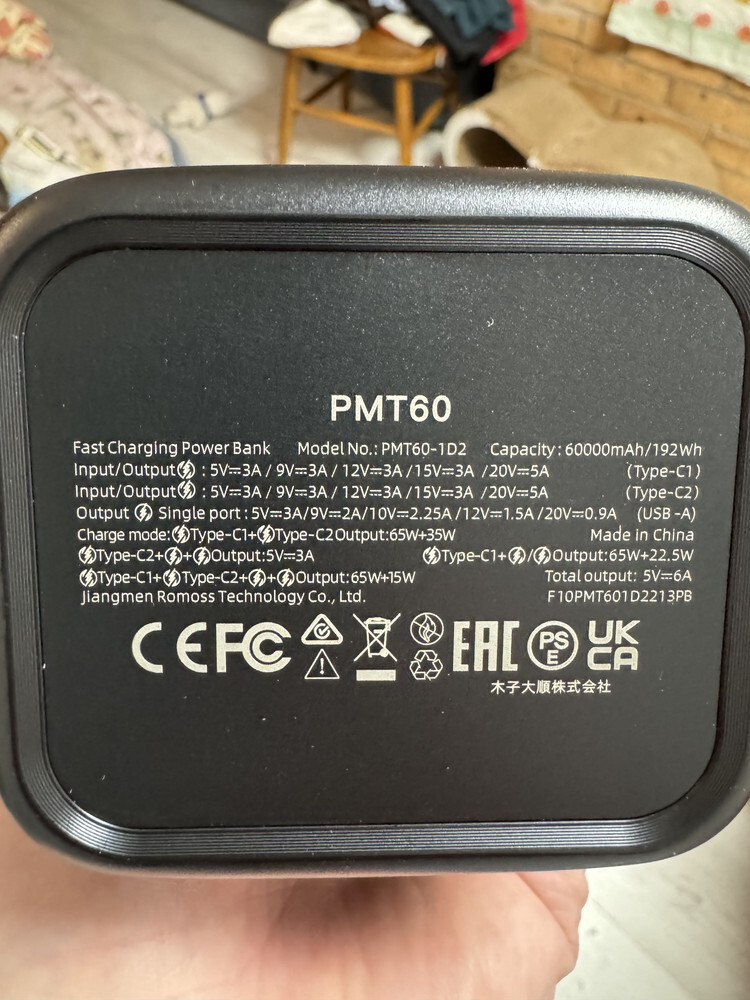 PMT60
Fast Charging Power Bank Model No.: PMT60-1D2 Capacity: 60000mAh/192Wh
Input/Output : 5V⎓3A / 9V⎓3A / 12V⎓3A /15V⎓3A /20V⎓5A (Type-C1)
Input/Output : 5V⎓3A / 9V⎓3A / 12V⎓3A /15V⎓3A /20V⎓5A (Type-C2)
Output Single port : 5V⎓3A/9V⎓2A/10V⎓2.25A /12V⎓1.5A /20V⎓0.9A (USB-A)
Charge mode: Type-C1+Type-C2 Output:65W+35W Made in China
Type-C2++Output:5V⎓3A Type-C1+/Output:65W+22.5W
Type-C1+Type-C2++Output:65W+15W Total output: 5V⎓6A
Jiangmen Romoss Technology Co., Ltd. F10PMT601D2213PB
CE FC EAC PSE UKCA
木子大順株式会社